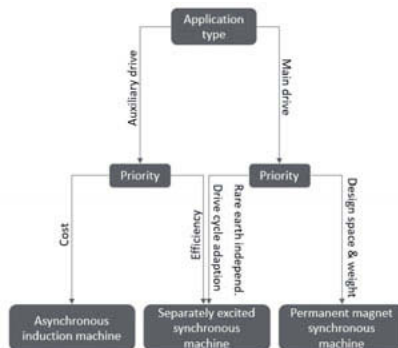 Application
type
Auxiliary drive
Main drive
Priority
Priority
Cost
Efficiency
Drive cycle adaption
Rare earth independ.
Design space & weight
Asynchronous
induction machine
Separately excited
synchronous
machine
Permanent magnet
synchronous
machine